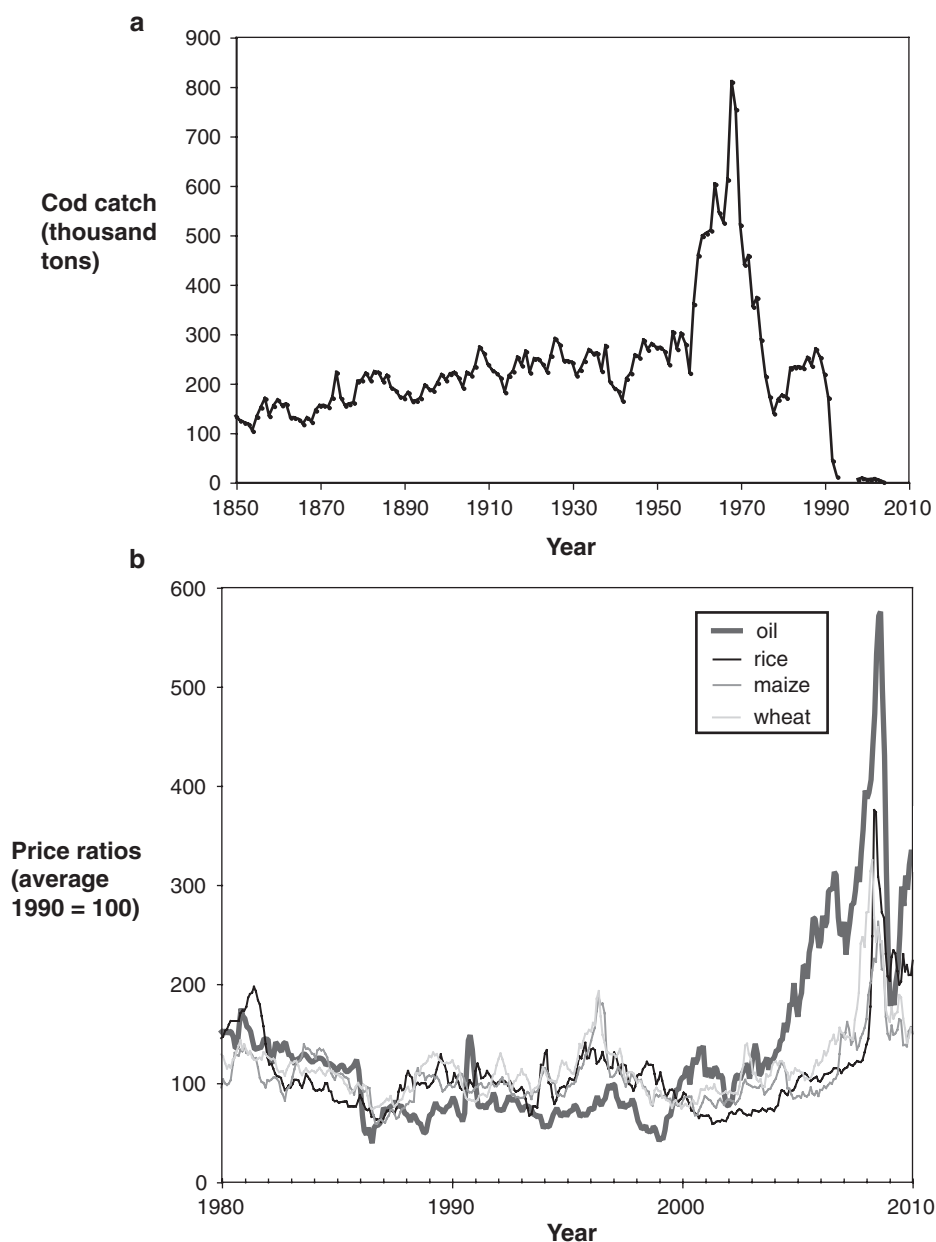 a
900
800
700
600
500
400
300
200
100
0
Cod catch
(thousand
tons)
1850 1870 1890 1910 1930 1950 1970 1990 2010
Year
b
600
500
400
300
200
100
0
Price ratios
(average
1990 = 100)
oil
rice
maize
wheat
1980 1990 2000 2010
Year